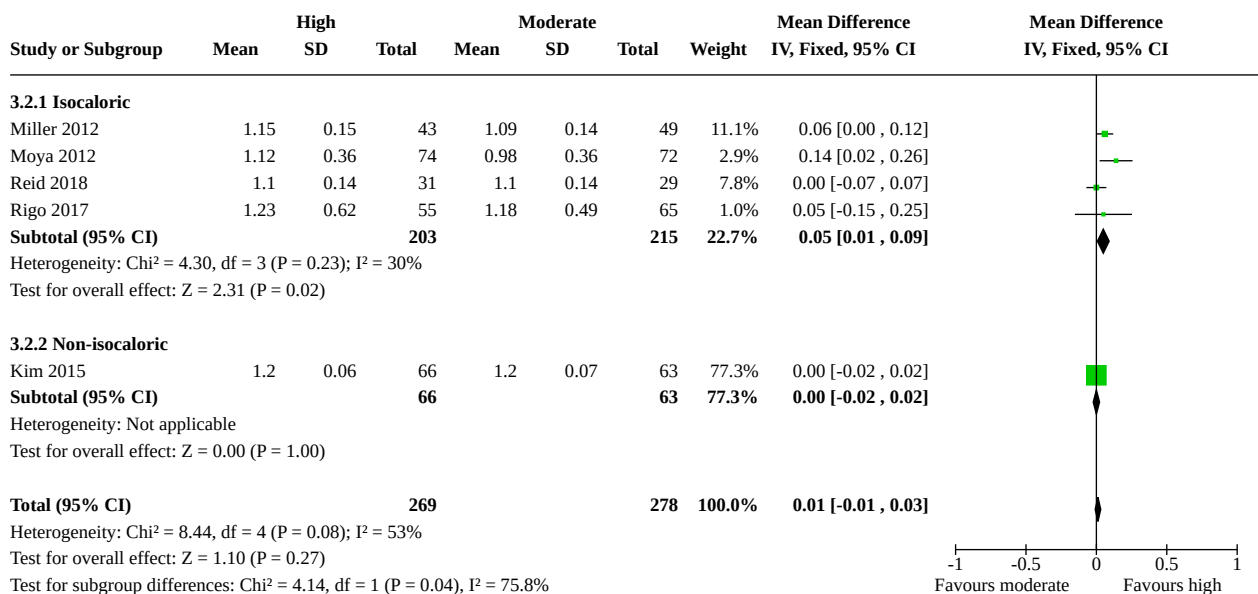 High Moderate Mean Difference Mean Difference
Study or Subgroup Mean SD Total Mean SD Total Weight IV, Fixed, 95% CI IV, Fixed, 95% CI
3.2.1 Isocaloric
Miller 2012 1.15 0.15 43 1.09 0.14 49 11.1% 0.06 [0.00 , 0.12]
Moya 2012 1.12 0.36 74 0.98 0.36 72 2.9% 0.14 [0.02 , 0.26]
Reid 2018 1.1 0.14 31 1.1 0.14 29 7.8% 0.00 [-0.07 , 0.07]
Rigo 2017 1.23 0.62 55 1.18 0.49 65 1.0% 0.05 [-0.15 , 0.25]
Subtotal (95% CI) 203 215 22.7% 0.05 [0.01 , 0.09]
Heterogeneity: Chi² = 4.30, df = 3 (P = 0.23); I² = 30%
Test for overall effect: Z = 2.31 (P = 0.02)
3.2.2 Non-isocaloric
Kim 2015 1.2 0.06 66 1.2 0.07 63 77.3% 0.00 [-0.02 , 0.02]
Subtotal (95% CI) 66 63 77.3% 0.00 [-0.02 , 0.02]
Heterogeneity: Not applicable
Test for overall effect: Z = 0.00 (P = 1.00)
Total (95% CI) 269 278 100.0% 0.01 [-0.01 , 0.03]
Heterogeneity: Chi² = 8.44, df = 4 (P = 0.08); I² = 53%
Test for overall effect: Z = 1.10 (P = 0.27)
Test for subgroup differences: Chi² = 4.14, df = 1 (P = 0.04), I² = 75.8%
-1 -0.5 0 0.5 1
Favours moderate Favours high